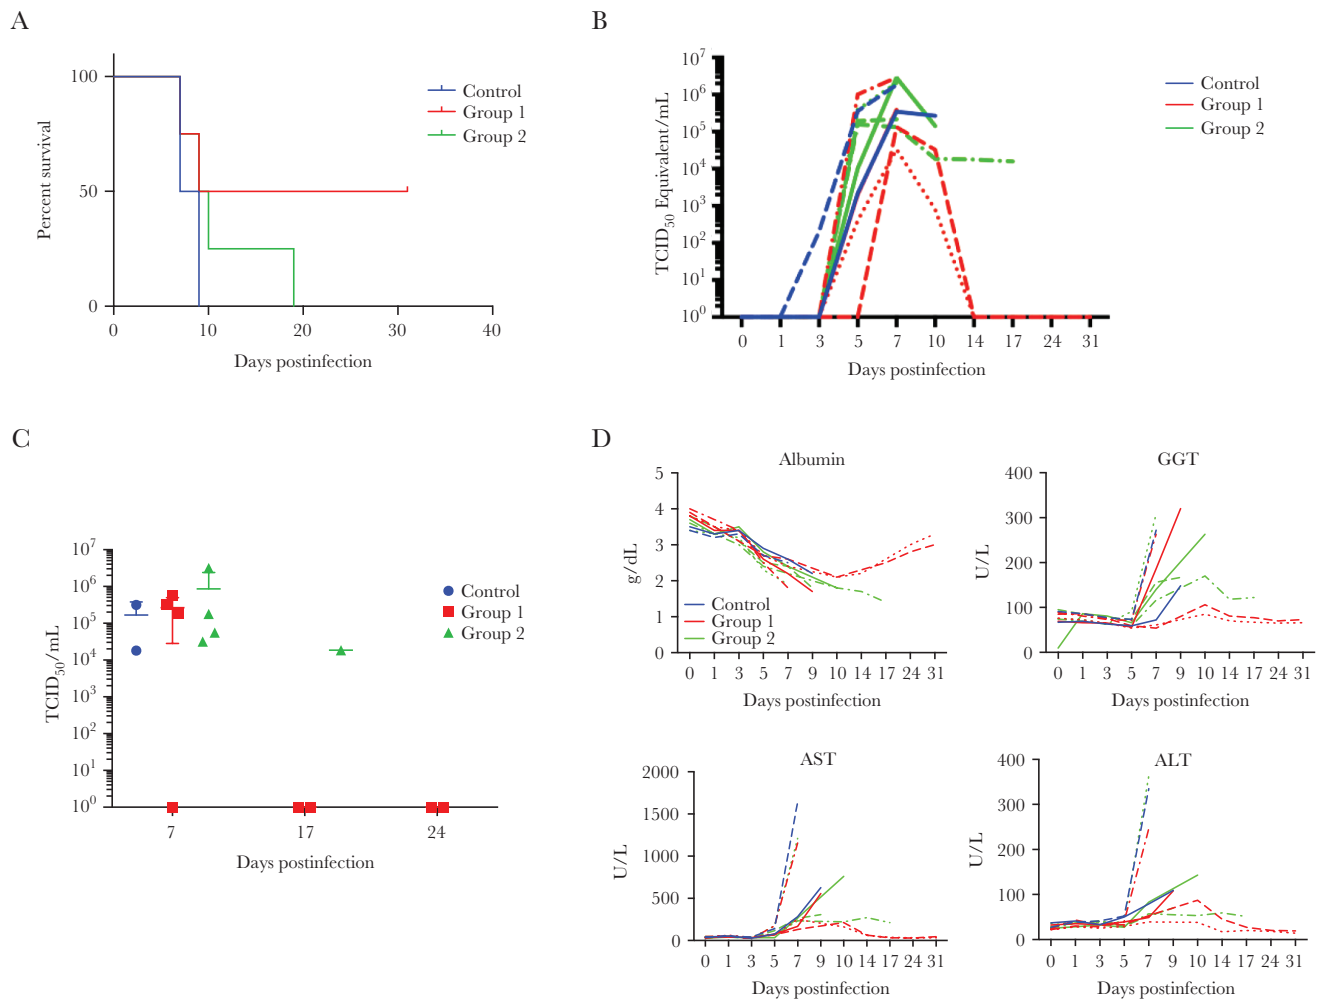 A
Percent survival
100
50
0
0 10 20 30 40
Days postinfection
Control
Group 1
Group 2
B
TCID50 Equivalent/mL
10^7
10^6
10^5
10^4
10^3
10^2
10^1
10^0
0 1 3 5 7 10 14 17 24 31
Days postinfection
Control
Group 1
Group 2
C
TCID50/mL
10^7
10^6
10^5
10^4
10^3
10^2
10^1
10^0
7 17 24
Days postinfection
Control
Group 1
Group 2
D
Albumin
g/dL
5
4
3
2
1
0
Control
Group 1
Group 2
0 1 3 5 7 9 10 14 17 24 31
Days postinfection
GGT
U/L
400
300
200
100
0
0 1 3 5 7 9 10 14 17 24 31
Days postinfection
AST
U/L
2000
1500
1000
500
0
0 1 3 5 7 9 10 14 17 24 31
Days postinfection
ALT
U/L
400
300
200
100
0
0 1 3 5 7 9 10 14 17 24 31
Days postinfection